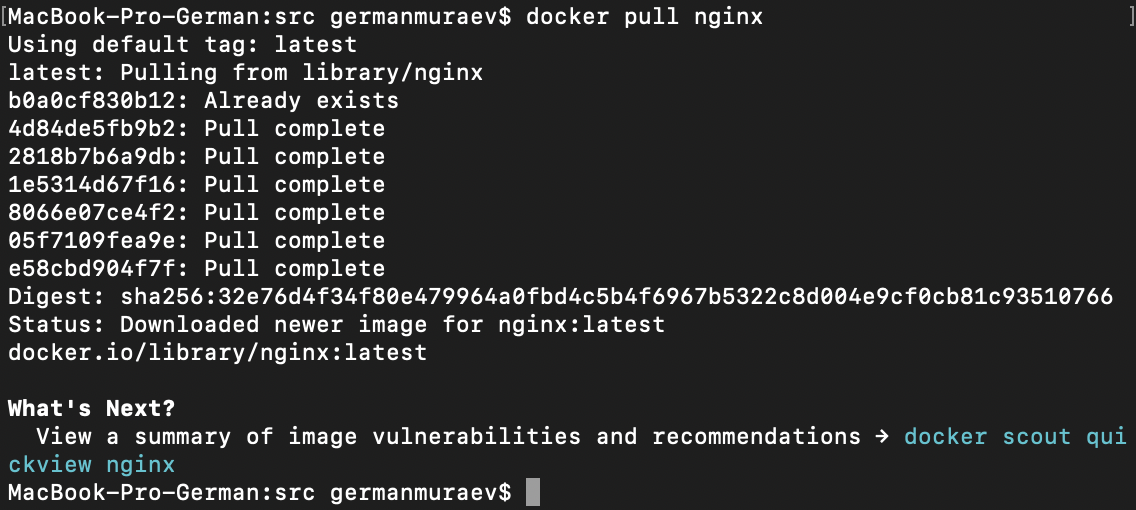 [MacBook-Pro-German:src germanmuraev$ docker pull nginx ]
Using default tag: latest
latest: Pulling from library/nginx
b0a0cf830b12: Already exists
4d84de5fb9b2: Pull complete
2818b7b6a9db: Pull complete
1e5314d67f16: Pull complete
8066e07ce4f2: Pull complete
05f7109fea9e: Pull complete
e58cbd904f7f: Pull complete
Digest: sha256:32e76d4f34f80e479964a0fbd4c5b4f6967b5322c8d004e9cf0cb81c93510766
Status: Downloaded newer image for nginx:latest
docker.io/library/nginx:latest
What's Next?
View a summary of image vulnerabilities and recommendations → docker scout qui
ckview nginx
MacBook-Pro-German:src germanmuraev$